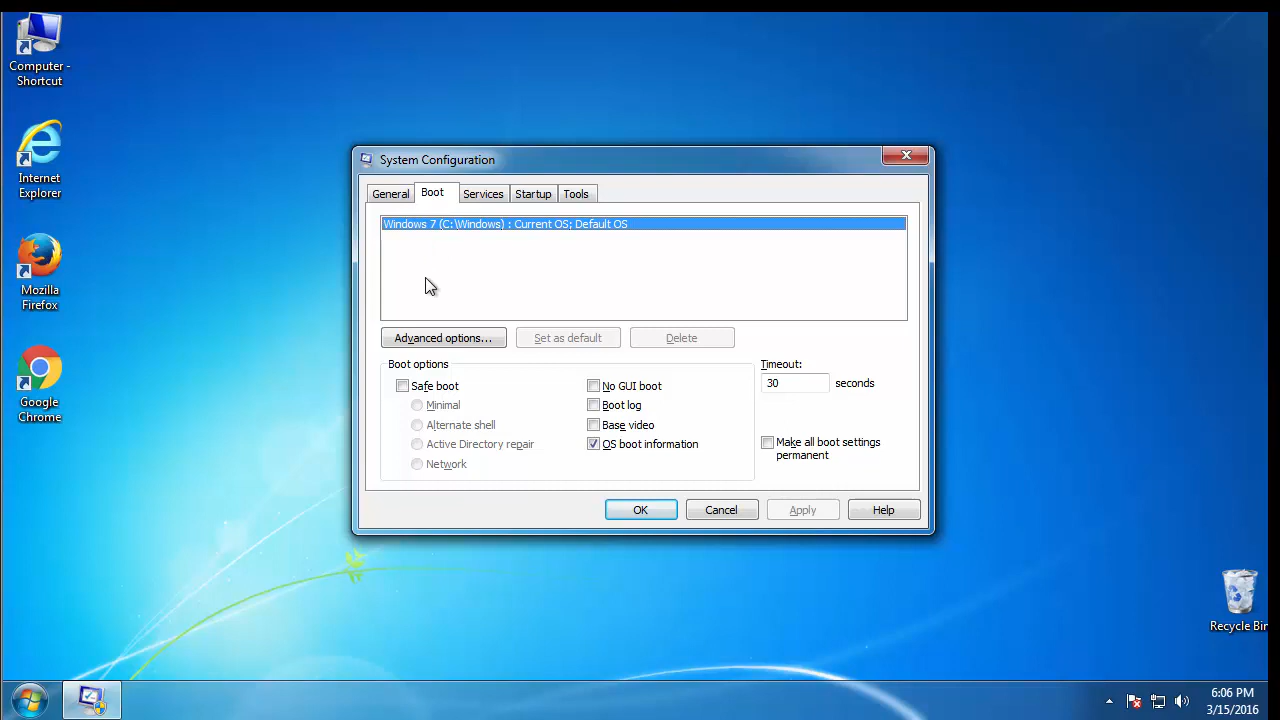 Computer -
Shortcut
Internet
Explorer
Mozilla
Firefox
Google
Chrome
System Configuration
General Boot Services Startup Tools
Windows 7 (C:\Windows) : Current OS; Default OS
Advanced options... Set as default Delete
Boot options
Timeout:
Safe boot No GUI boot
30 seconds
Minimal Boot log
Alternate shell Base video
Active Directory repair OS boot information
Make all boot settings
permanent
Network
OK Cancel Apply Help
Recycle Bin
6:06 PM
3/15/2016